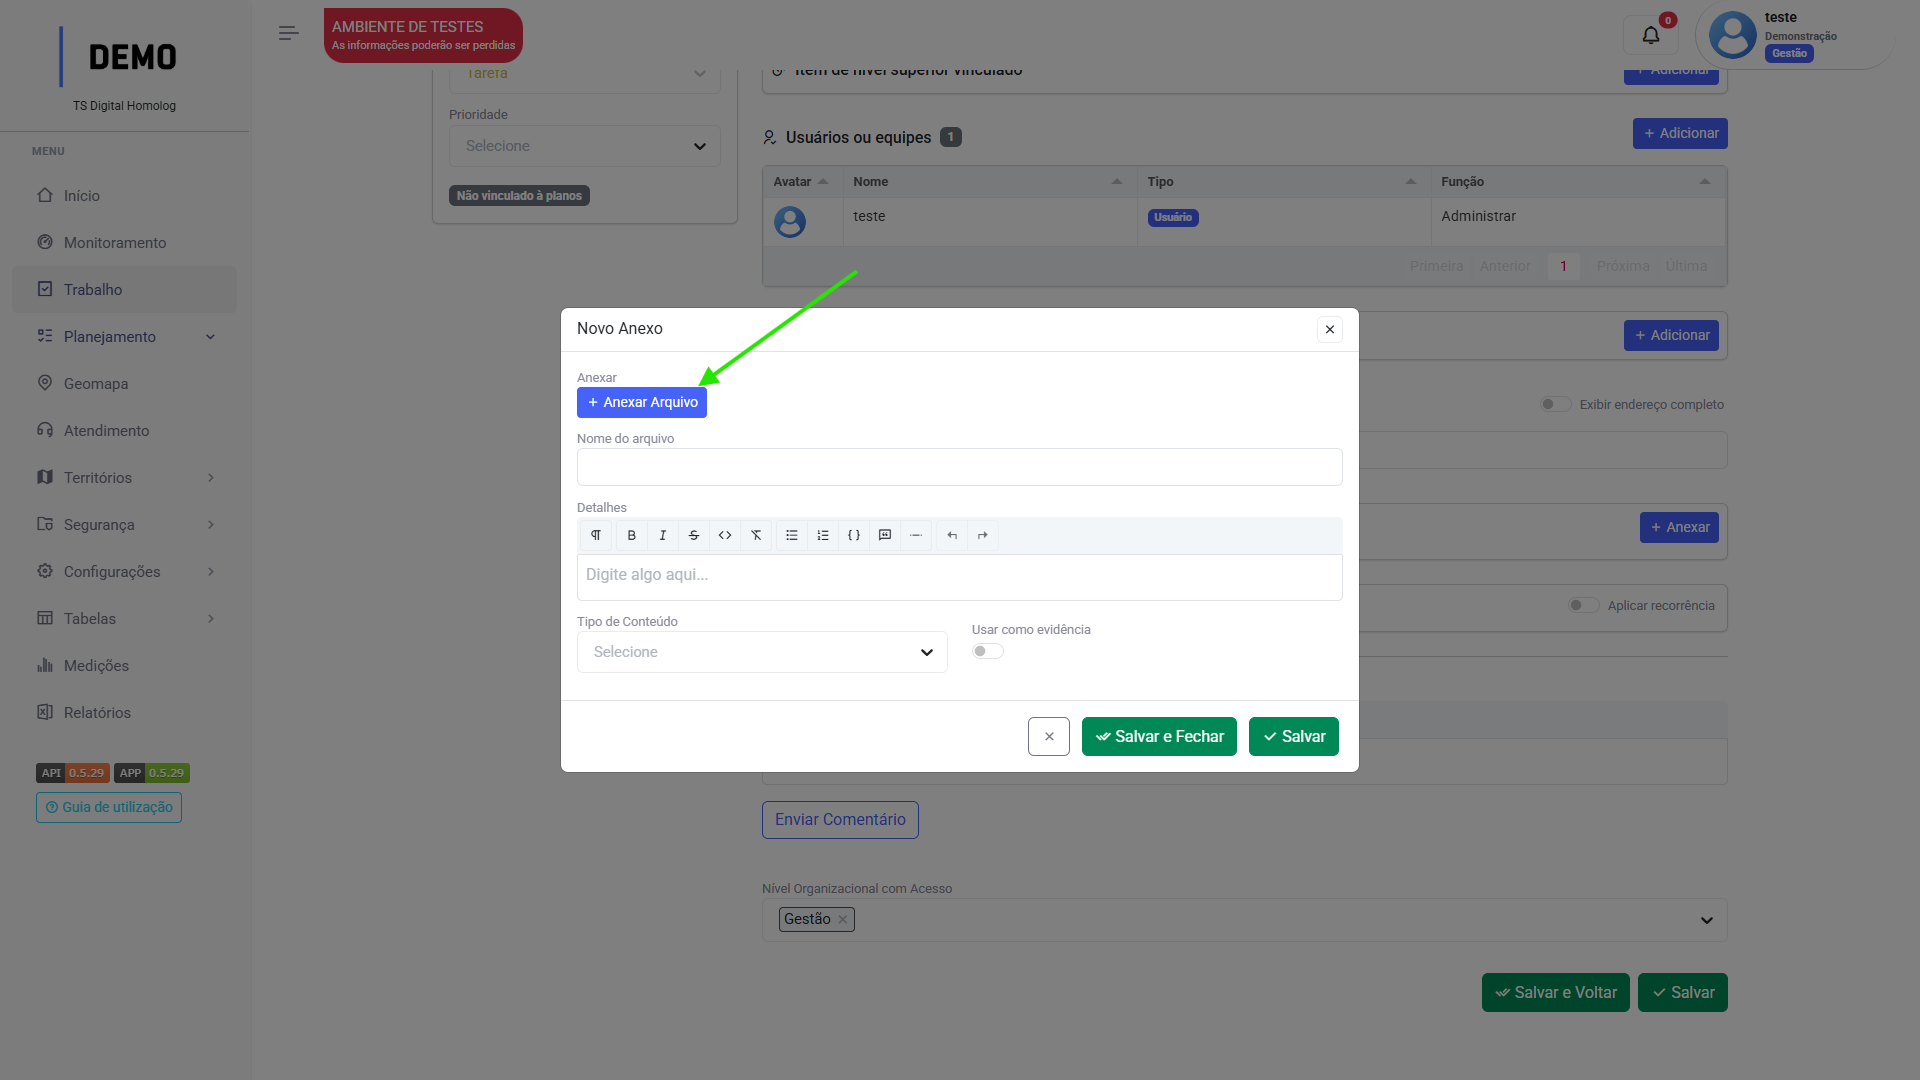 DEMO
TS Digital Homolog
MENU
Início
Monitoramento
Trabalho
Planejamento
Geomapa
Atendimento
Territórios
Segurança
Configurações
Tabelas
Medições
Relatórios
API 0.5.29 APP 0.5.29
Guia de utilização
AMBIENTE DE TESTES
As informações poderão ser perdidas
0
teste
Demonstração
Gestão
Tarefa
Prioridade
Selecione
Não vinculado à planos
Item de nível superior vinculado
+ Adicionar
Usuários ou equipes 1
+ Adicionar
Avatar Nome Tipo Função
teste Usuário Administrar
Primeira Anterior 1 Próxima Última
+ Adicionar
Exibir endereço completo
+ Anexar
Aplicar recorrência
Novo Anexo
Anexar
+ Anexar Arquivo
Nome do arquivo
Detalhes
Digite algo aqui...
Tipo de Conteúdo
Selecione
Usar como evidência
Salvar e Fechar
Salvar
Enviar Comentário
Nível Organizacional com Acesso
Gestão
Salvar e Voltar
Salvar